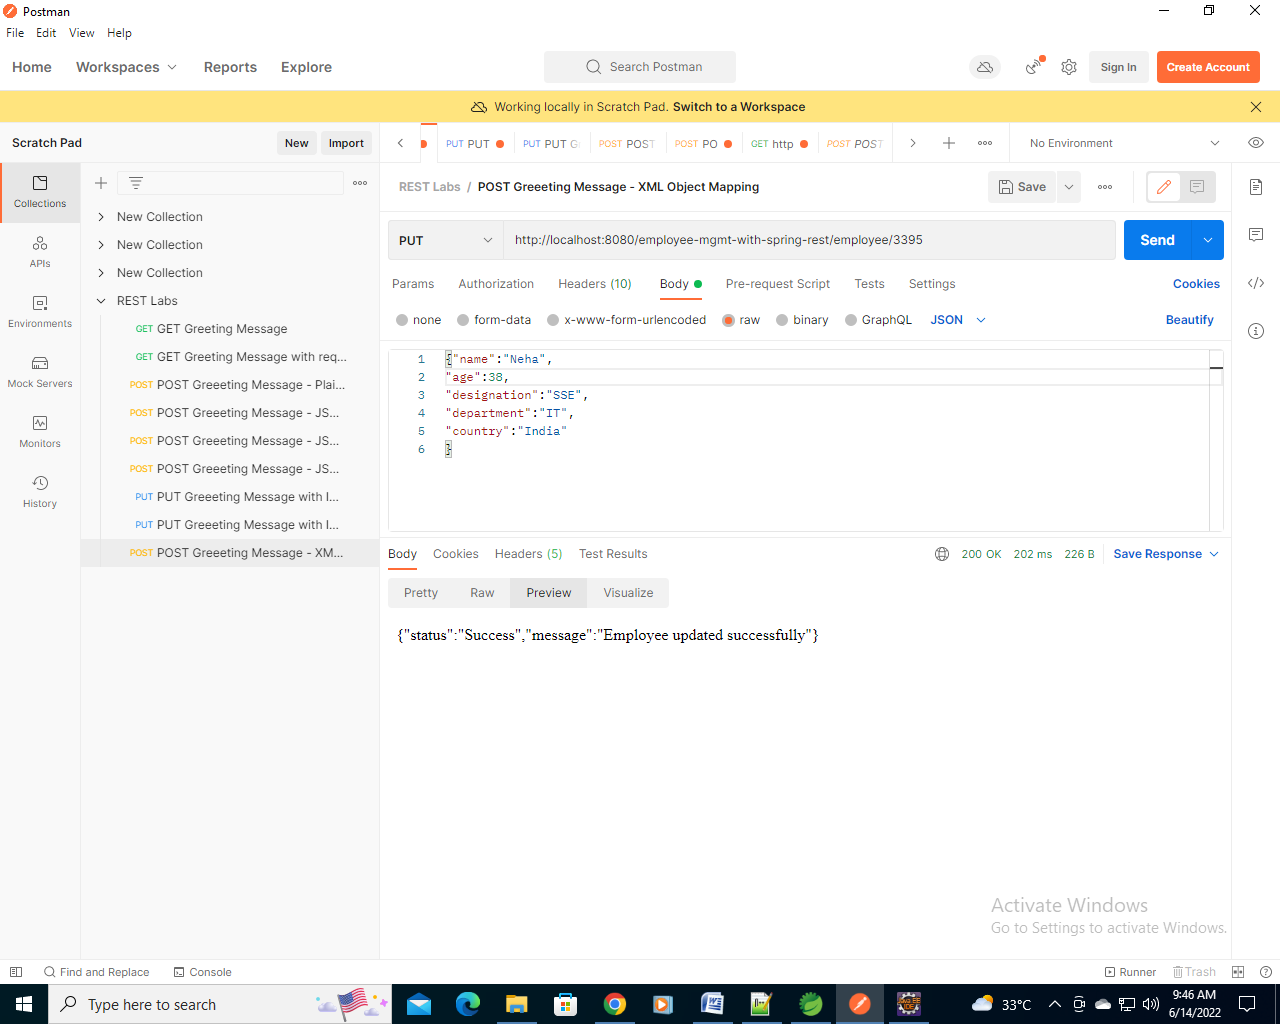 Postman
File Edit View Help
Home Workspaces Reports Explore
Search Postman
Sign In Create Account
Working locally in Scratch Pad. Switch to a Workspace
Scratch Pad New Import
PUT PUT PUT PUT G POST POST POST PO GET http POST POST
No Environment
Collections
APIs
Environments
Mock Servers
Monitors
History
New Collection
New Collection
New Collection
REST Labs
GET GET Greeting Message
GET GET Greeting Message with req...
POST POST Greeeting Message - Plai...
POST POST Greeeting Message - JS...
POST POST Greeeting Message - JS...
POST POST Greeeting Message - JS...
PUT PUT Greeeting Message with I...
PUT PUT Greeeting Message with I...
POST POST Greeeting Message - XM...
REST Labs / POST Greeeting Message - XML Object Mapping
Save
PUT http://localhost:8080/employee-mgmt-with-spring-rest/employee/3395
Send
Params Authorization Headers (10) Body Pre-request Script Tests Settings Cookies
none form-data x-www-form-urlencoded raw binary GraphQL JSON Beautify
1 {"name":"Neha",
2 "age":38,
3 "designation":"SSE",
4 "department":"IT",
5 "country":"India"
6 }
Body Cookies Headers (5) Test Results
200 OK 202 ms 226 B Save Response
Pretty Raw Preview Visualize
{"status":"Success","message":"Employee updated successfully"}
Activate Windows
Go to Settings to activate Windows.
Find and Replace Console
Runner Trash
Type here to search
33°C
9:46 AM
6/14/2022